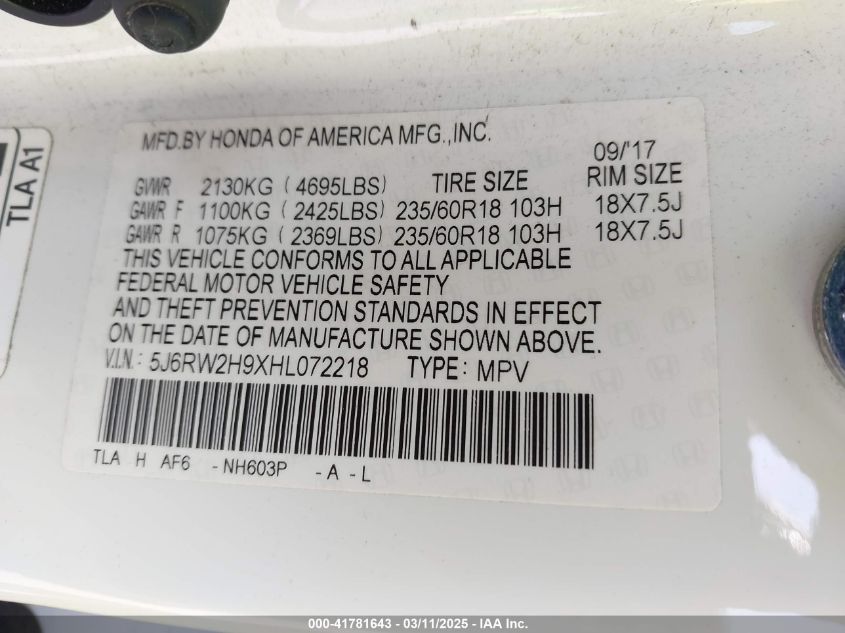 TLA A1
MFD.BY HONDA OF AMERICA MFG.,INC.
09/'17
GVWR 2130KG (4695LBS) TIRE SIZE RIM SIZE
GAWR F 1100KG (2425LBS) 235/60R18 103H 18X7.5J
GAWR R 1075KG (2369LBS) 235/60R18 103H 18X7.5J
THIS VEHICLE CONFORMS TO ALL APPLICABLE
FEDERAL MOTOR VEHICLE SAFETY
AND THEFT PREVENTION STANDARDS IN EFFECT
ON THE DATE OF MANUFACTURE SHOWN ABOVE.
V.I.N.: 5J6RW2H9XHL072218 TYPE: MPV
TLA H AF6 -NH603P -A -L
000-41781643 - 03/11/2025 - IAA Inc.